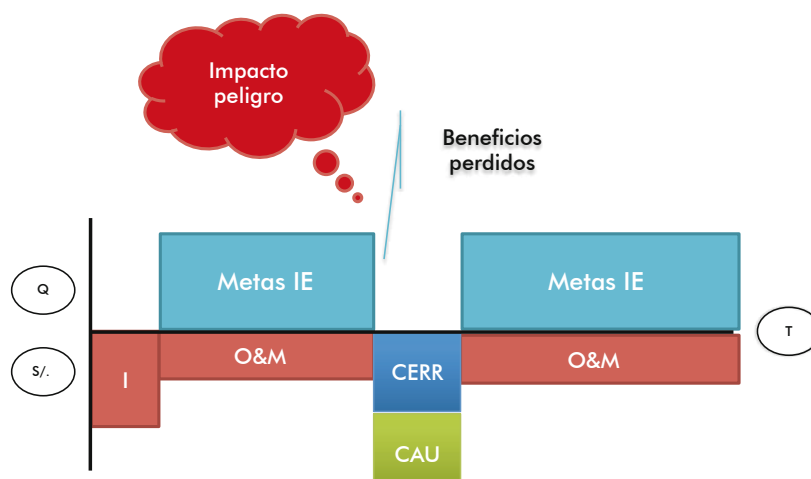 Impacto
peligro
Beneficios
perdidos
Metas IE
Metas IE
Q
T
O&M
O&M
S/.
I
CERR
CAU